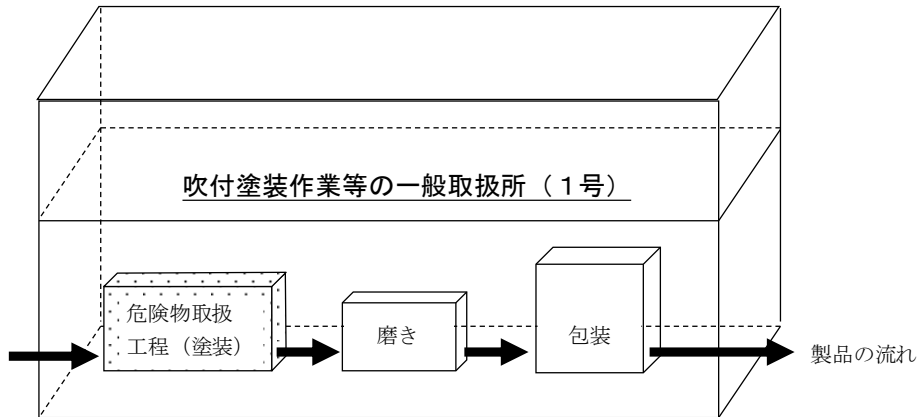 吹付塗装作業等の一般取扱所（１号）
危険物取扱
工程（塗装）
磨き
包装
製品の流れ